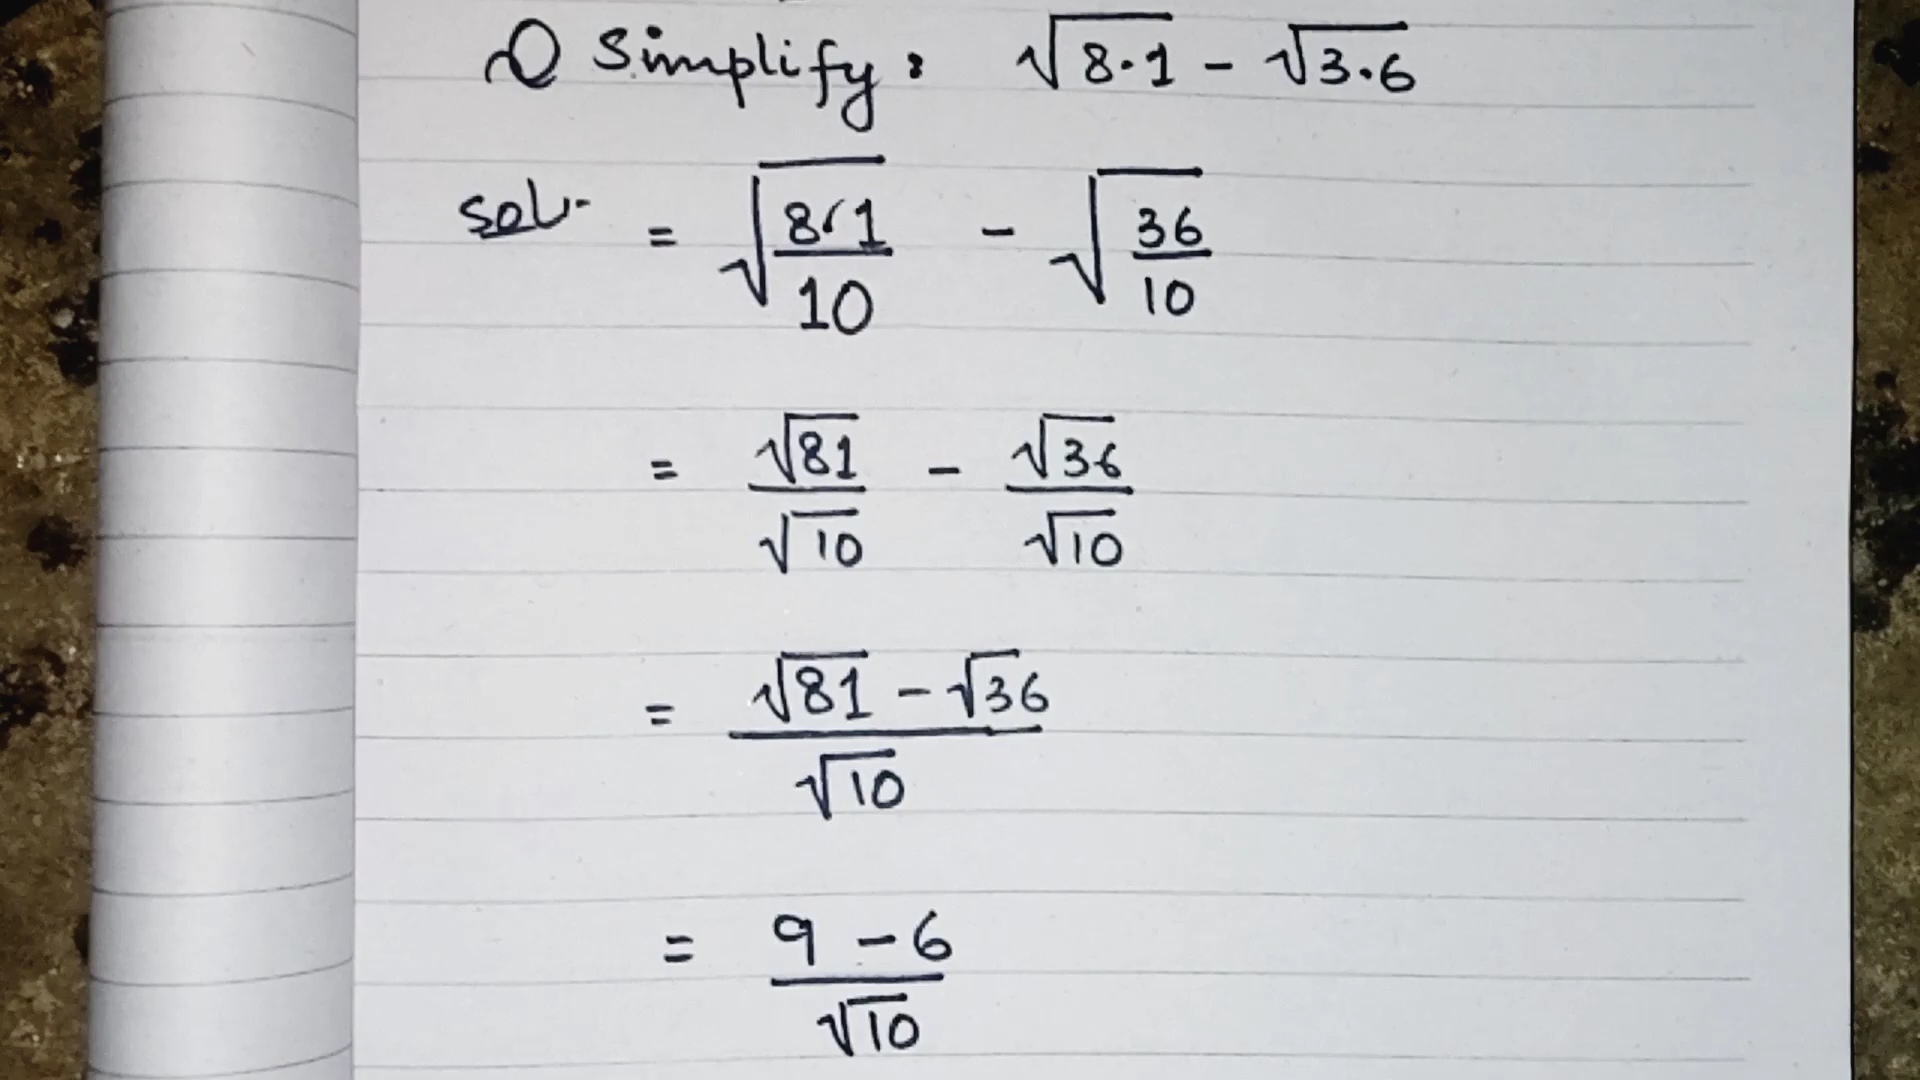 Q Simplify: √8.1 - √3.6
Sol. = √(81/10) - √(36/10)
= √81/√10 - √36/√10
= (√81 - √36)/√10
= (9 - 6)/√10